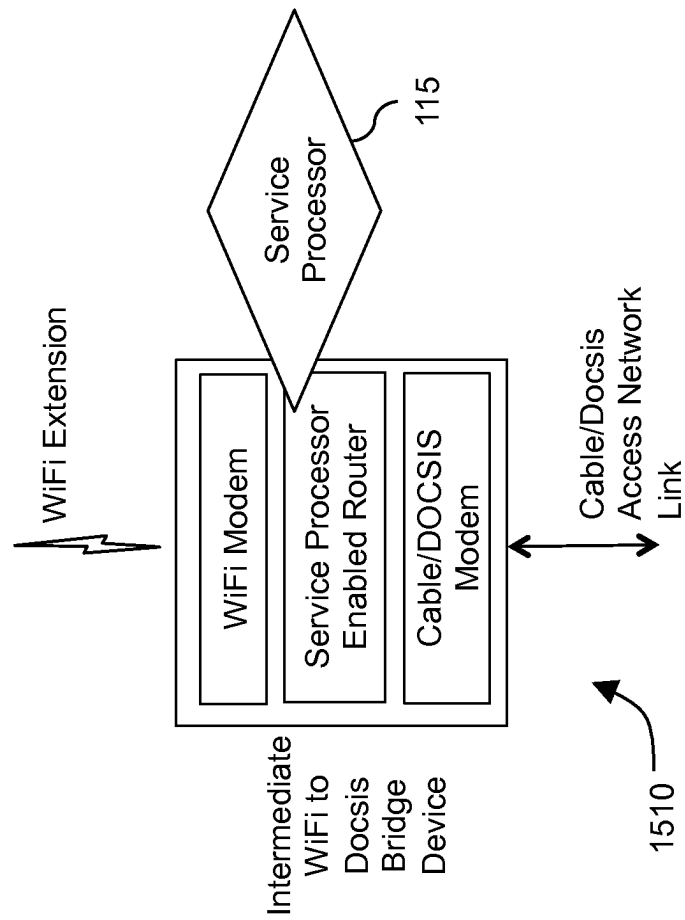 WiFi Extension
Intermediate
WiFi to
Docsis
Bridge
Device
WiFi Modem
Service Processor
Enabled Router
Cable/DOCSIS
Modem
Service
Processor
115
Cable/Docsis
Access Network
Link
1510